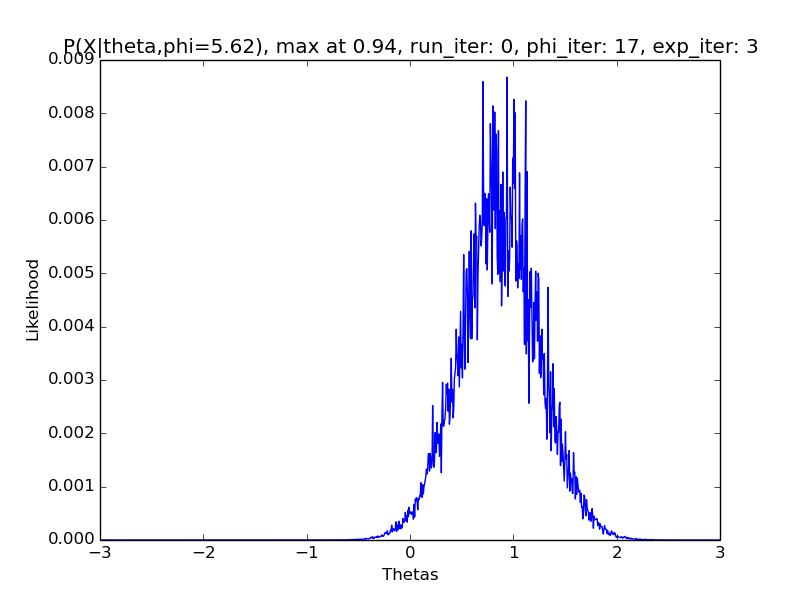 P(X|theta,phi=5.62), max at 0.94, run_iter: 0, phi_iter: 17, exp_iter: 3
0.009
0.008
0.007
0.006
0.005
0.004
0.003
0.002
0.001
0.000
Likelihood
−3 −2 −1 0 1 2 3
Thetas